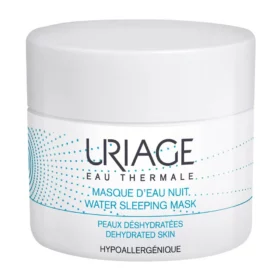 URIAGE
EAU THERMALE
MASQUE D'EAU NUIT
WATER SLEEPING MASK
PEAUX DÉSHYDRATÉES
DEHYDRATED SKIN
HYPOALLERGÉNIQUE